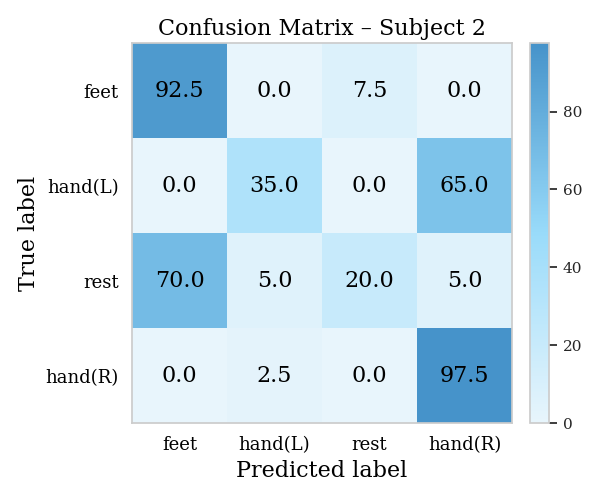 Confusion Matrix – Subject 2
feet 92.5 0.0 7.5 0.0
hand(L) 0.0 35.0 0.0 65.0
rest 70.0 5.0 20.0 5.0
hand(R) 0.0 2.5 0.0 97.5
feet hand(L) rest hand(R)
Predicted label
True label
80
60
40
20
0